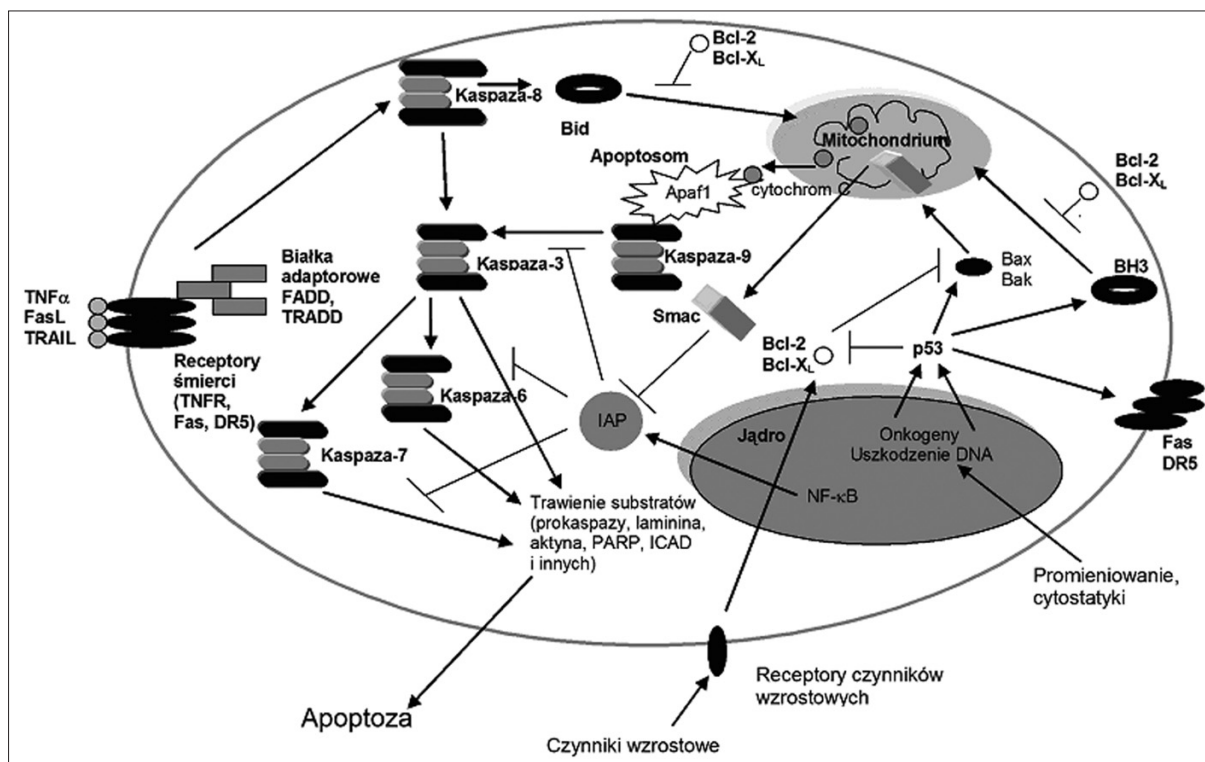 Bcl-2
Bcl-X_L
Kaspaza-8
Bid
Mitochondrium
Apoptosom
Apaf1
cytochrom C
Bcl-2
Bcl-X_L
Białka
adaptorowe
FADD,
TRADD
Kaspaza-3
Kaspaza-9
Bax
Bak
BH3
TNFα
FasL
TRAIL
Smac
Receptory
śmierci
(TNFR,
Fas, DR5)
Bcl-2
Bcl-X_L
p53
Kaspaza-6
IAP
Jądro
Onkogeny
Uszkodzenie DNA
Fas
DR5
Kaspaza-7
NF-κB
Trawienie substratów
(prokaspazy, laminina,
aktyna, PARP, ICAD
i innych)
Promieniowanie,
cytostatyki
Receptory czynników
wzrostowych
Apoptoza
Czynniki wzrostowe